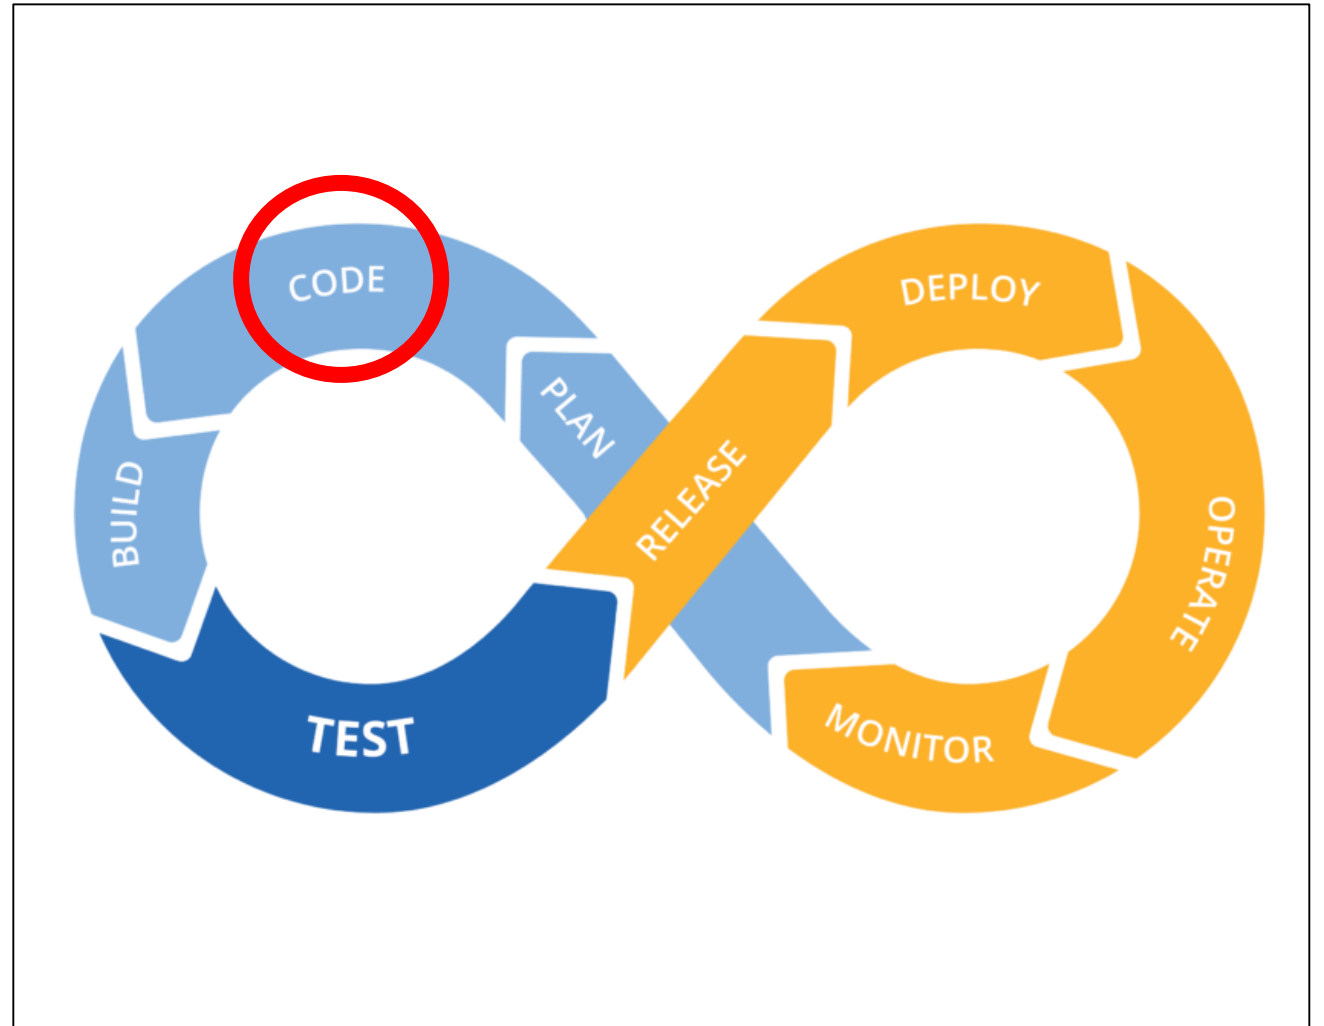 CODE
DEPLOY
PLAN
RELEASE
BUILD
OPERATE
TEST
MONITOR